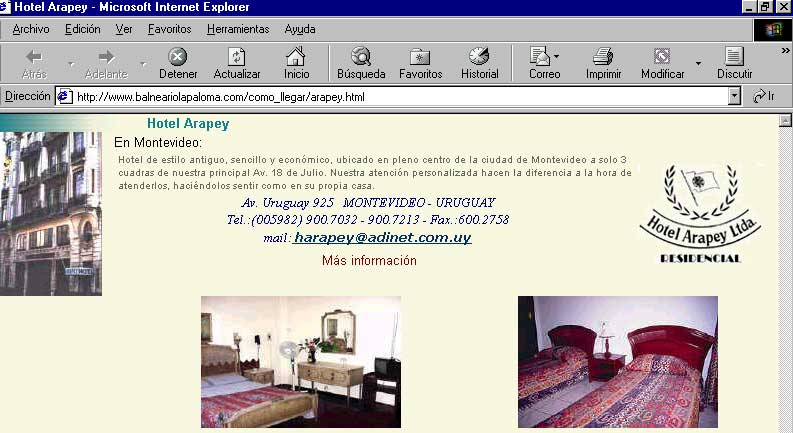 Hotel Arapey - Microsoft Internet Explorer
Archivo Edición Ver Favoritos Herramientas Ayuda
Atrás Adelante Detener Actualizar Inicio Búsqueda Favoritos Historial Correo Imprimir Modificar Discutir
Dirección http://www.balneariolapaloma.com/como_llegar/arapey.html Ir
Hotel Arapey
En Montevideo:
Hotel de estilo antiguo, sencillo y económico, ubicado en pleno centro de la ciudad de Montevideo a solo 3
cuadras de nuestra principal Av. 18 de Julio. Nuestra atención personalizada hacen la diferencia a la hora de
atenderlos, haciéndolos sentir como en su propia casa.
Av. Uruguay 925 MONTEVIDEO - URUGUAY
Tel.:(005982) 900.7032 - 900.7213 - Fax.:600.2758
mail: harapey@adinet.com.uy
Más información
Hotel Arapey Ltda.
RESIDENCIAL